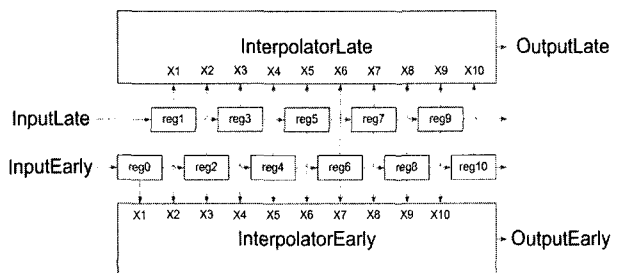 InterpolatorLate
OutputLate
X1 X2 X3 X4 X5 X6 X7 X8 X9 X10
InputLate
reg1 reg3 reg5 reg7 reg9
InputEarly
reg0 reg2 reg4 reg6 reg8 reg10
X1 X2 X3 X4 X5 X6 X7 X8 X9 X10
InterpolatorEarly
OutputEarly